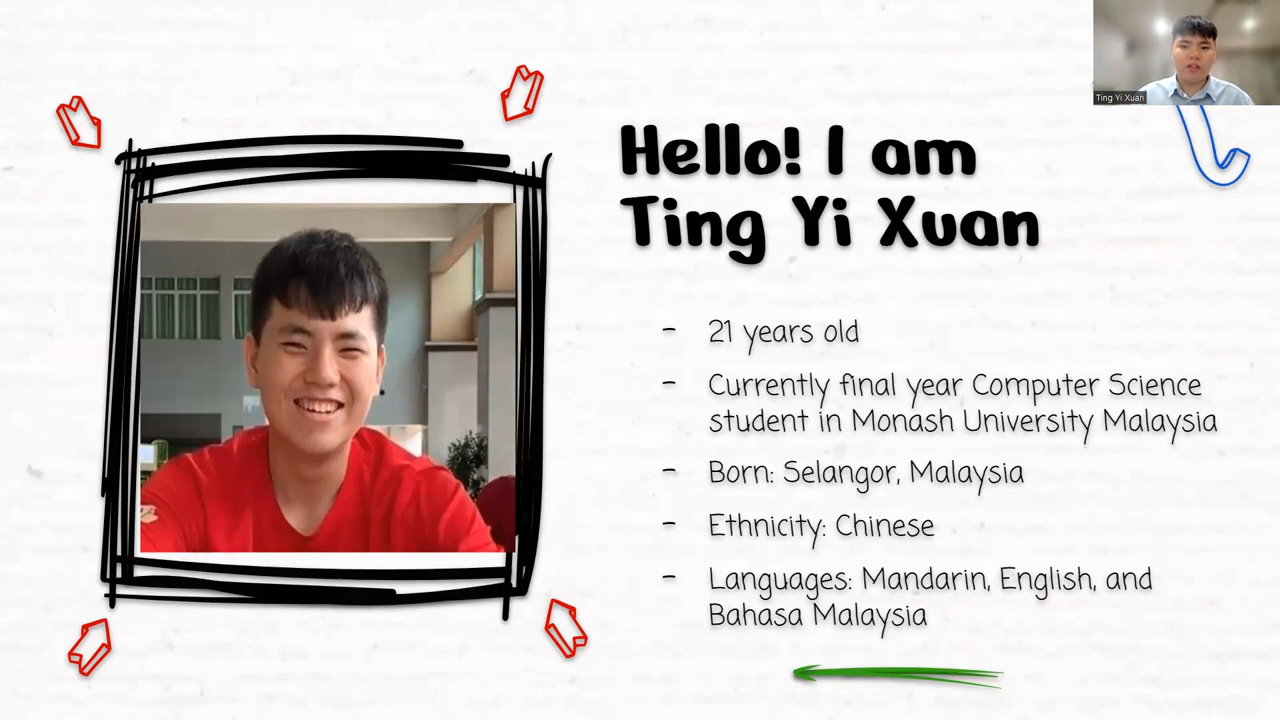 Ting Yi Xuan
Hello! I am
Ting Yi Xuan
- 21 years old
- Currently final year Computer Science
student in Monash University Malaysia
- Born: Selangor, Malaysia
- Ethnicity: Chinese
- Languages: Mandarin, English, and
Bahasa Malaysia